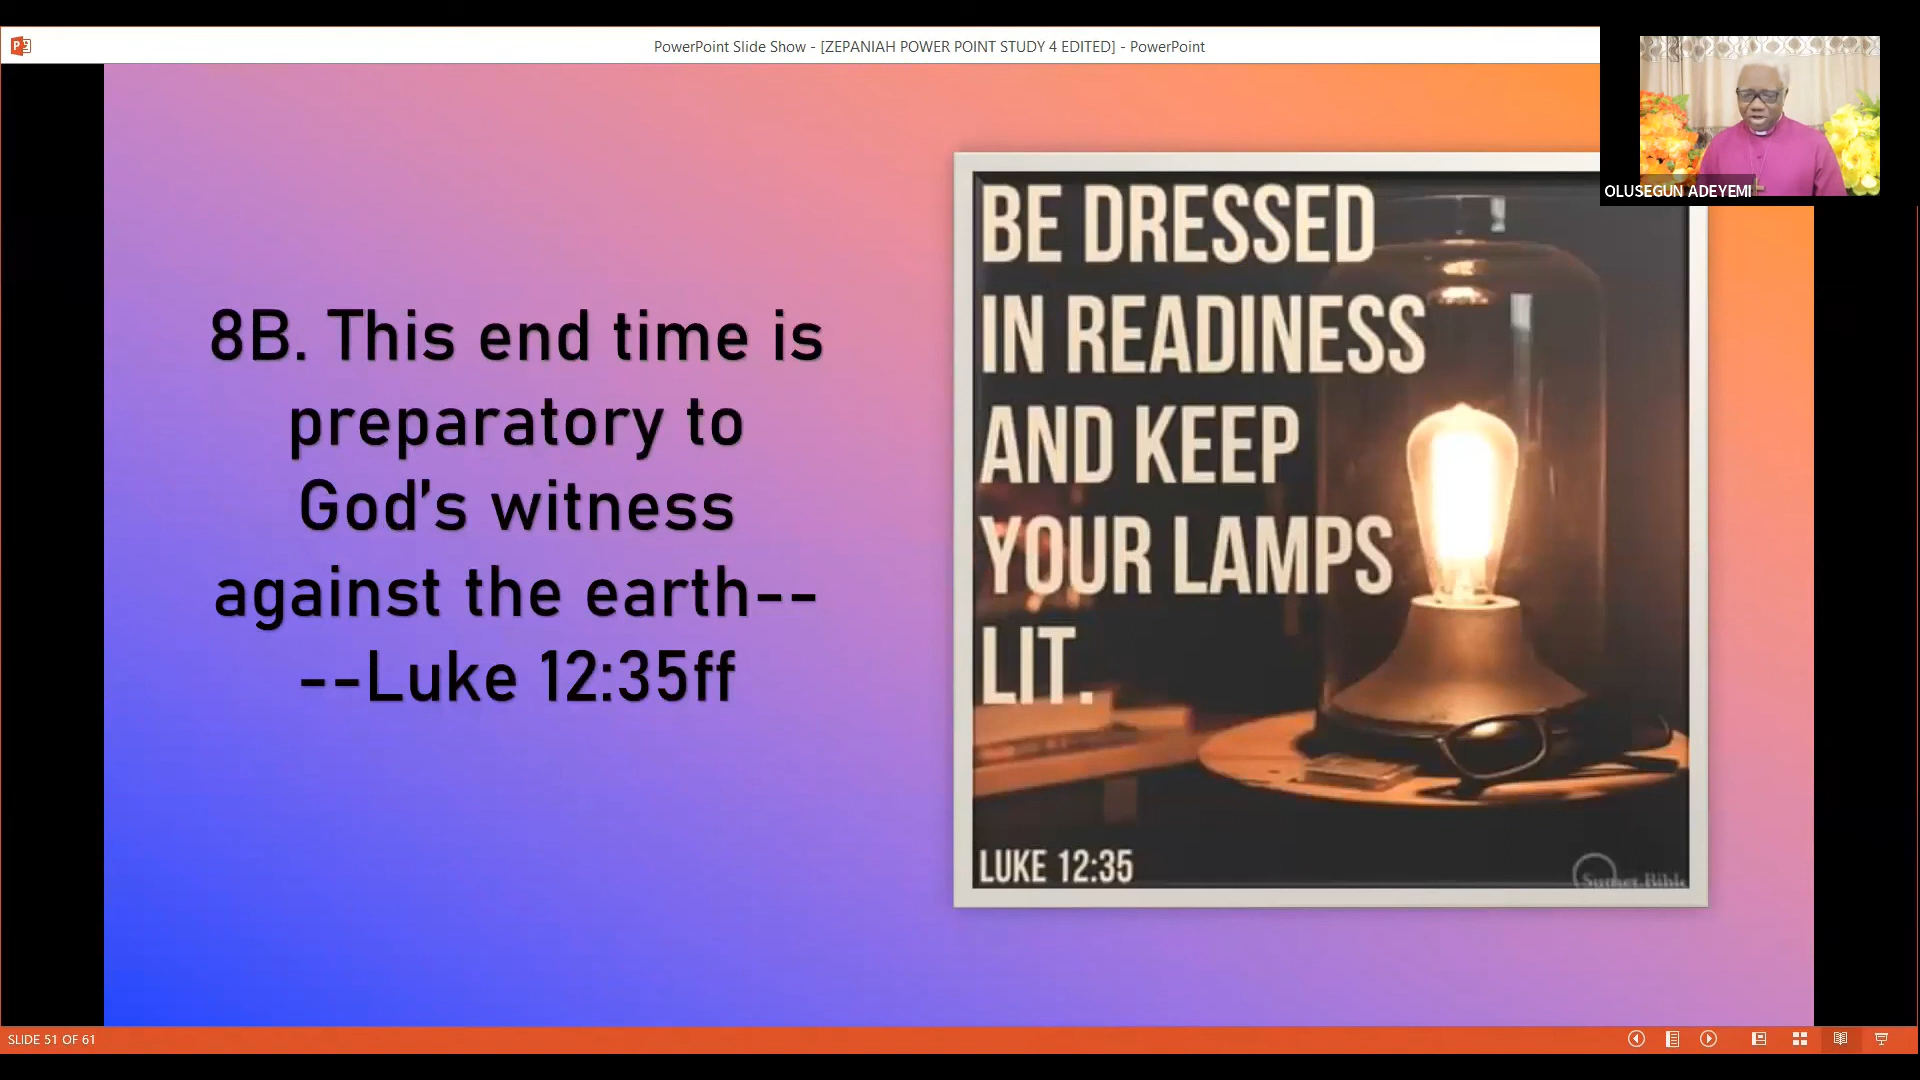 PowerPoint Slide Show - [ZEPANIAH POWER POINT STUDY 4 EDITED] - PowerPoint
OLUSEGUN ADEYEMI
8B. This end time is
preparatory to
God's witness
against the earth--
--Luke 12:35ff
BE DRESSED
IN READINESS
AND KEEP
YOUR LAMPS
LIT.
LUKE 12:35
SLIDE 51 OF 61